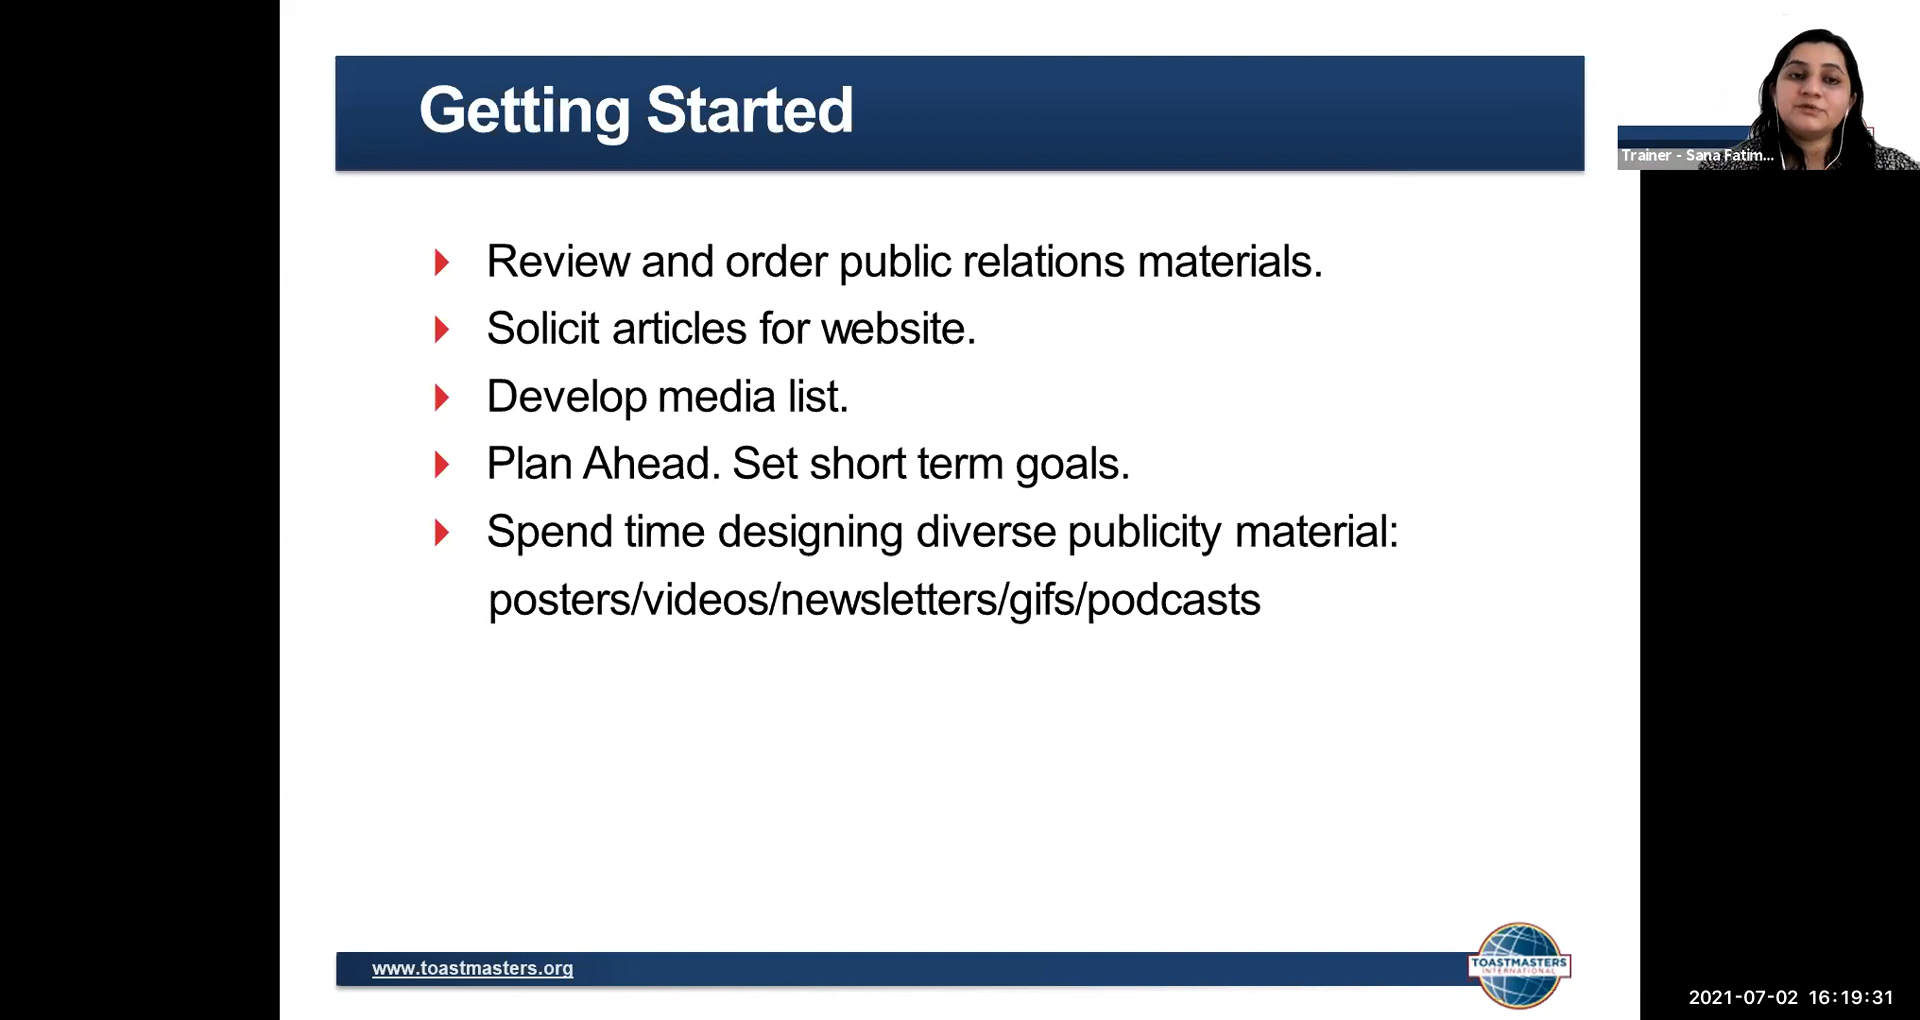 Getting Started
Trainer - Sana Fatim...
Review and order public relations materials.
Solicit articles for website.
Develop media list.
Plan Ahead. Set short term goals.
Spend time designing diverse publicity material:
posters/videos/newsletters/gifs/podcasts
www.toastmasters.org
TOASTMASTERS
INTERNATIONAL
2021-07-02 16:19:31